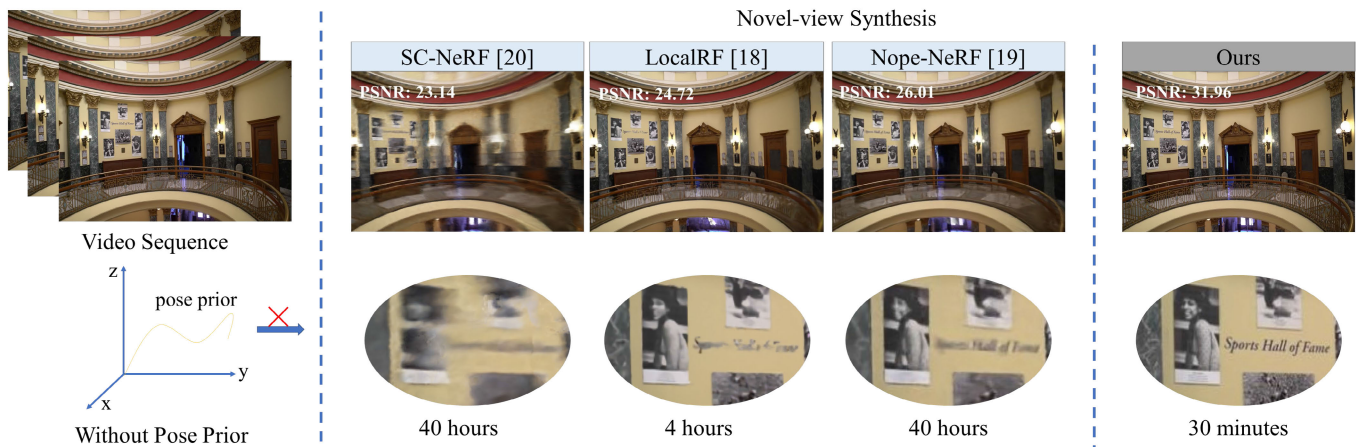 Novel-view Synthesis
SC-NeRF [20]
LocalRF [18]
Nope-NeRF [19]
Ours
PSNR: 23.14
PSNR: 24.72
PSNR: 26.01
PSNR: 31.96
Video Sequence
z
pose prior
y
x
Without Pose Prior
Sports Hall of Fame
40 hours
4 hours
40 hours
30 minutes